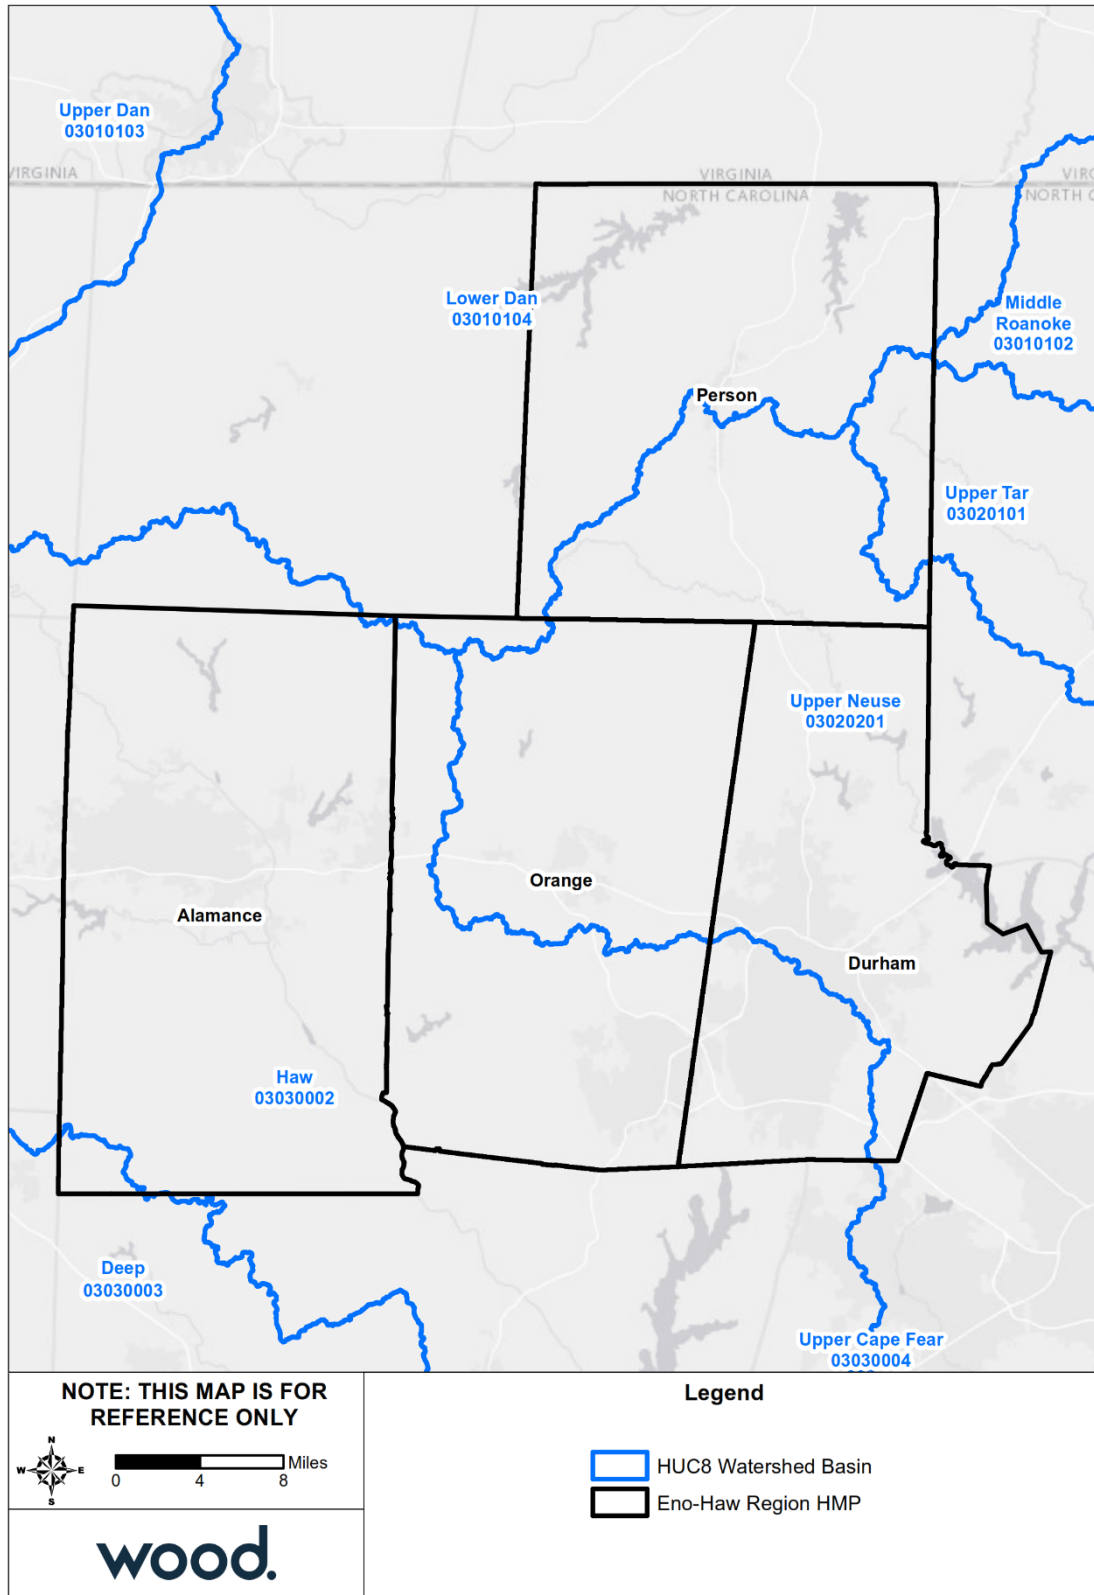 Upper Dan
03010103
VIRGINIA
VIRGINIA
NORTH CAROLINA
VIRG
NORTH C
Lower Dan
03010104
Middle
Roanoke
03010102
Person
Upper Tar
03020101
Upper Neuse
03020201
Orange
Alamance
Durham
Haw
03030002
Deep
03030003
Upper Cape Fear
03030004
NOTE: THIS MAP IS FOR
REFERENCE ONLY
N
W E
S
0 4 8 Miles
wood.
Legend
HUC8 Watershed Basin
Eno-Haw Region HMP